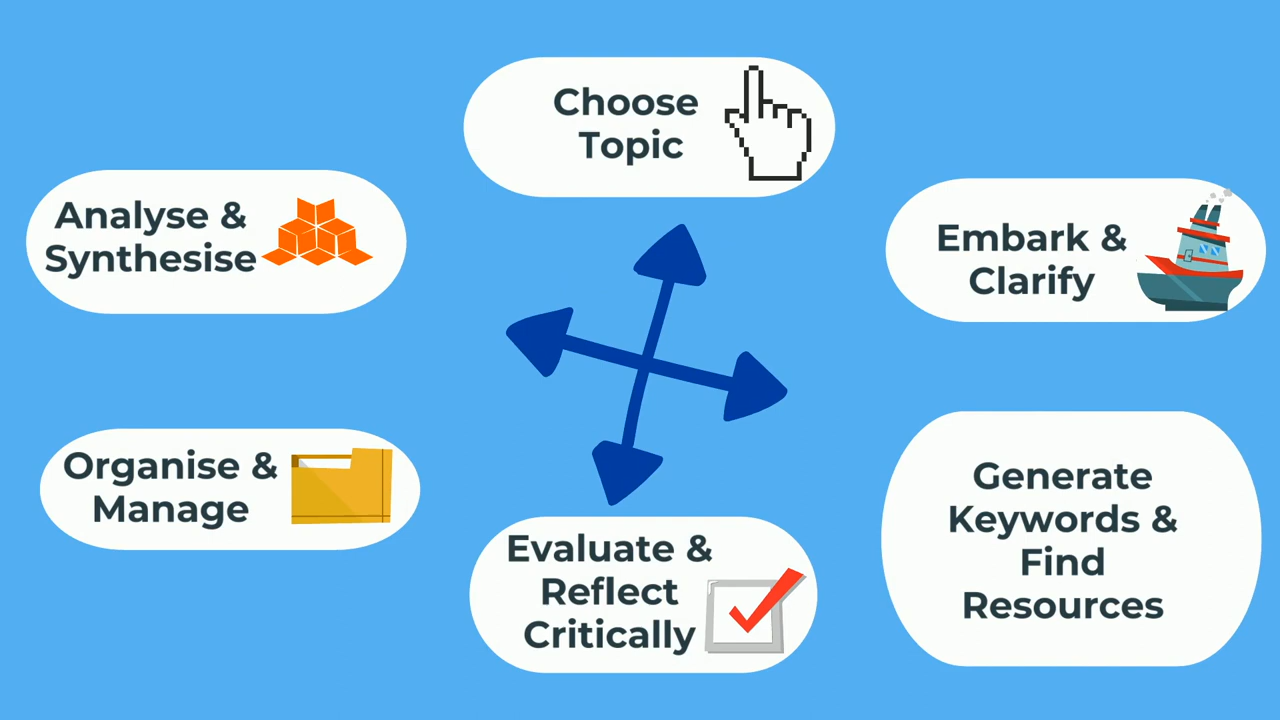 Choose
Topic
Analyse &
Synthesise
Embark &
Clarify
Organise &
Manage
Generate
Keywords &
Find
Resources
Evaluate &
Reflect
Critically